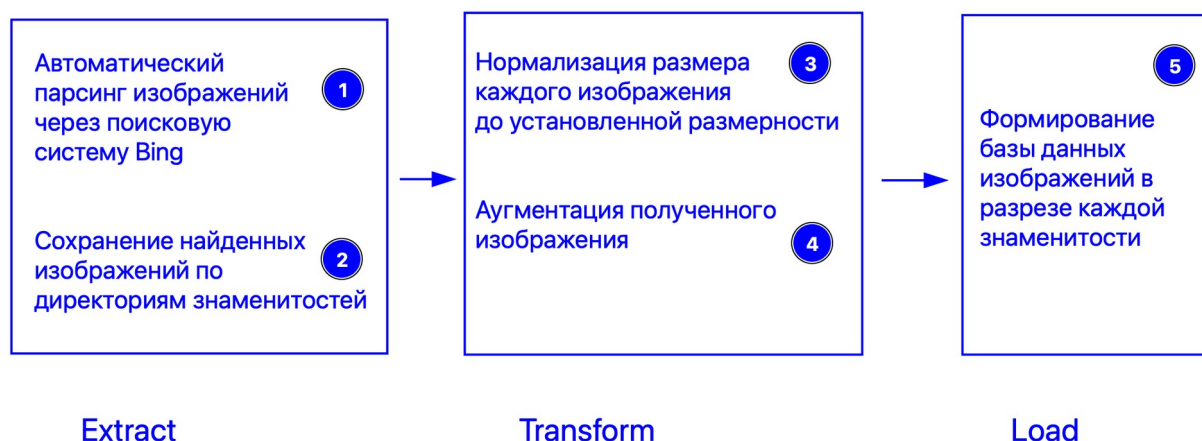 Автоматический
парсинг изображений
через поисковую
систему Bing
1
Сохранение найденных
изображений по
директориям знаменитостей
2
Нормализация размера
каждого изображения
до установленной размерности
3
Аугментация полученного
изображения
4
5
Формирование
базы данных
изображений в
разрезе каждой
знаменитости
Extract
Transform
Load